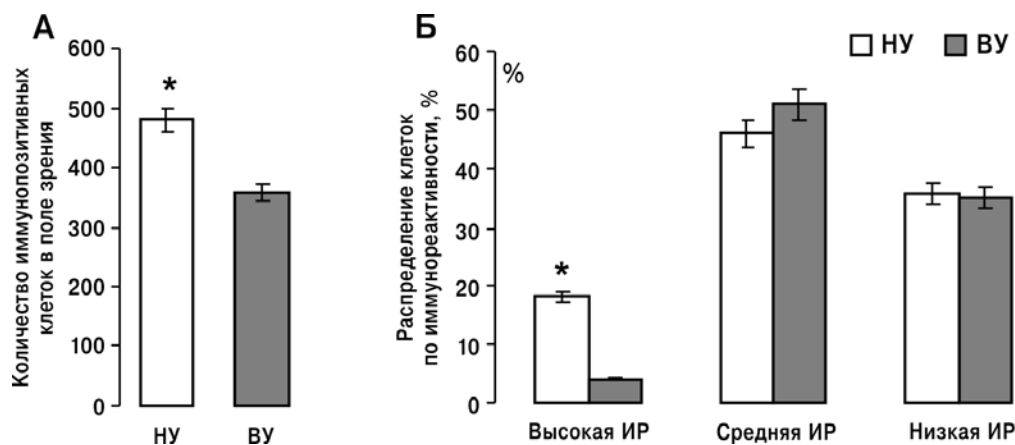 А
Количество иммунопозитивных
клеток в поле зрения
600
500
400
300
200
100
0
*
НУ
ВУ
Б
Распределение клеток
по иммунореактивности, %
60
50
40
30
20
10
0
%
НУ
ВУ
*
Высокая ИР
Средняя ИР
Низкая ИР